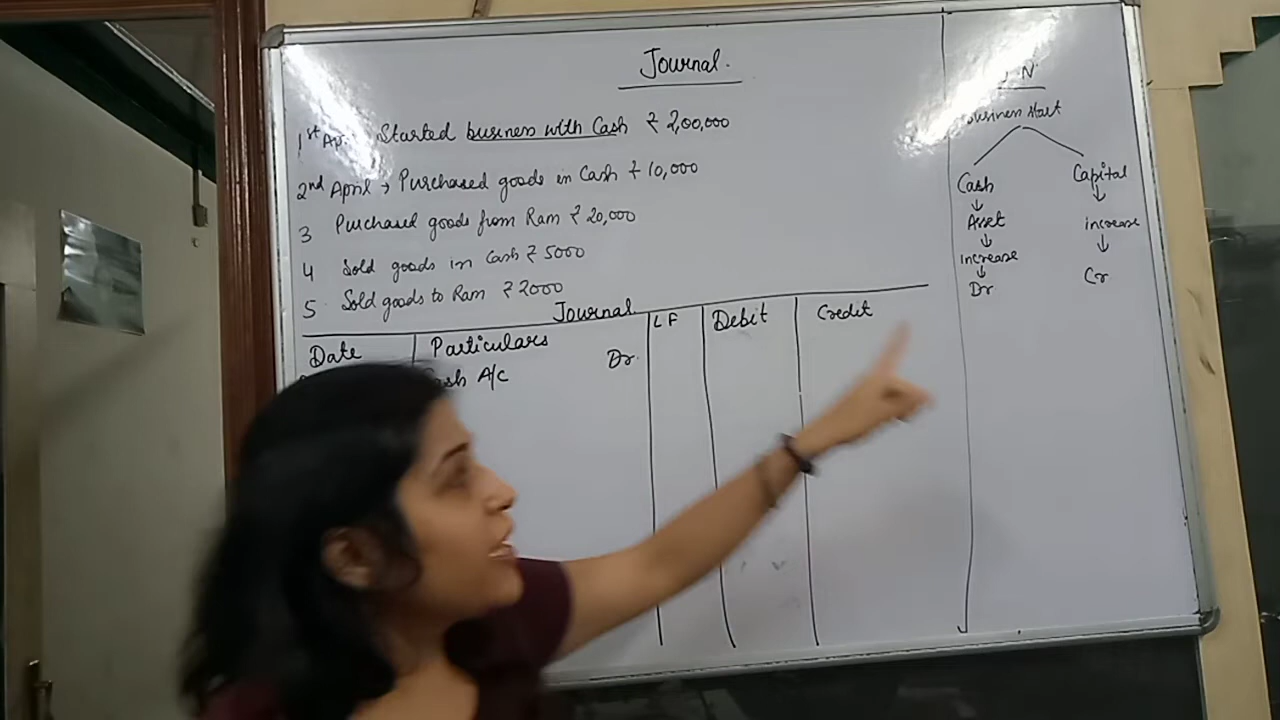 Journal.
1st Ap Started business with Cash ₹ 2,00,000
2nd April → Purchased goods in Cash ₹ 10,000
3 Purchased goods from Ram ₹ 20,000
4 Sold goods in Cash ₹ 5000
5 Sold goods to Ram ₹ 2000
Journal
Date Particulars LF Debit Credit
Cash A/c Dr.
N.
Business start
Cash Capital
↓ ↓
Asset increase
↓ ↓
increase Cr
↓
Dr